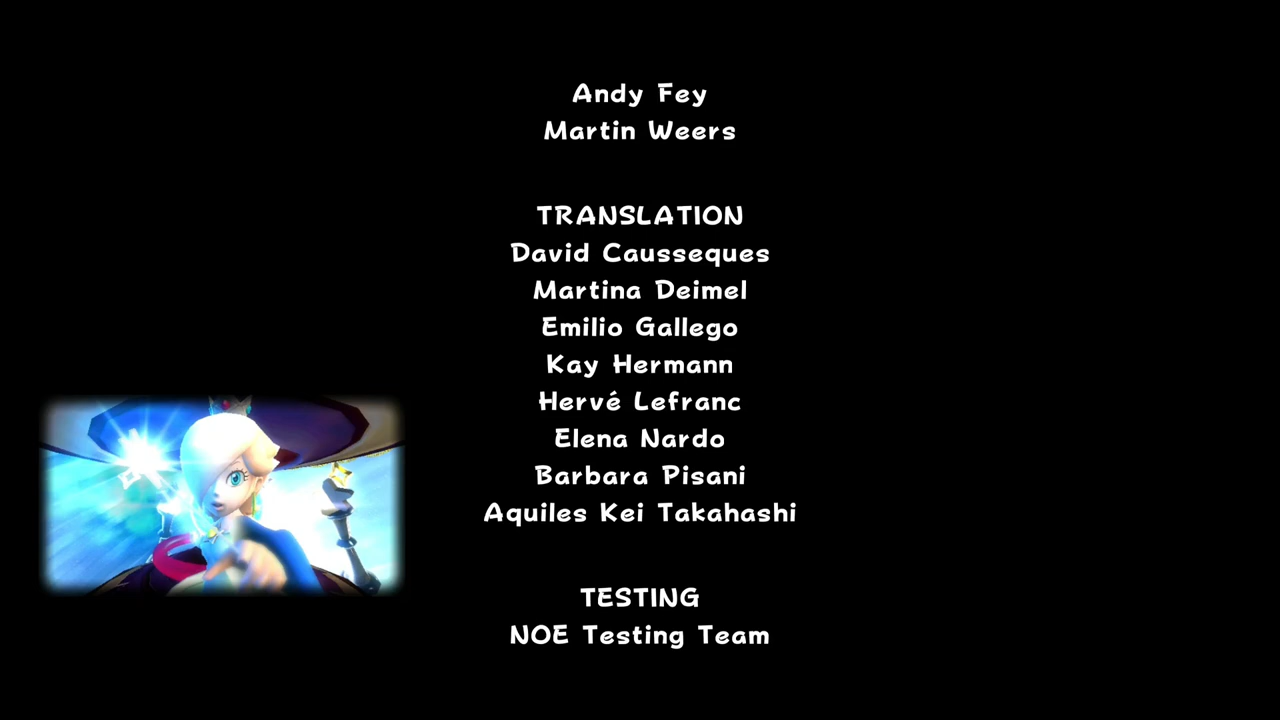 Andy Fey
Martin Weers
TRANSLATION
David Causseques
Martina Deimel
Emilio Gallego
Kay Hermann
Hervé Lefranc
Elena Nardo
Barbara Pisani
Aquiles Kei Takahashi
TESTING
NOE Testing Team